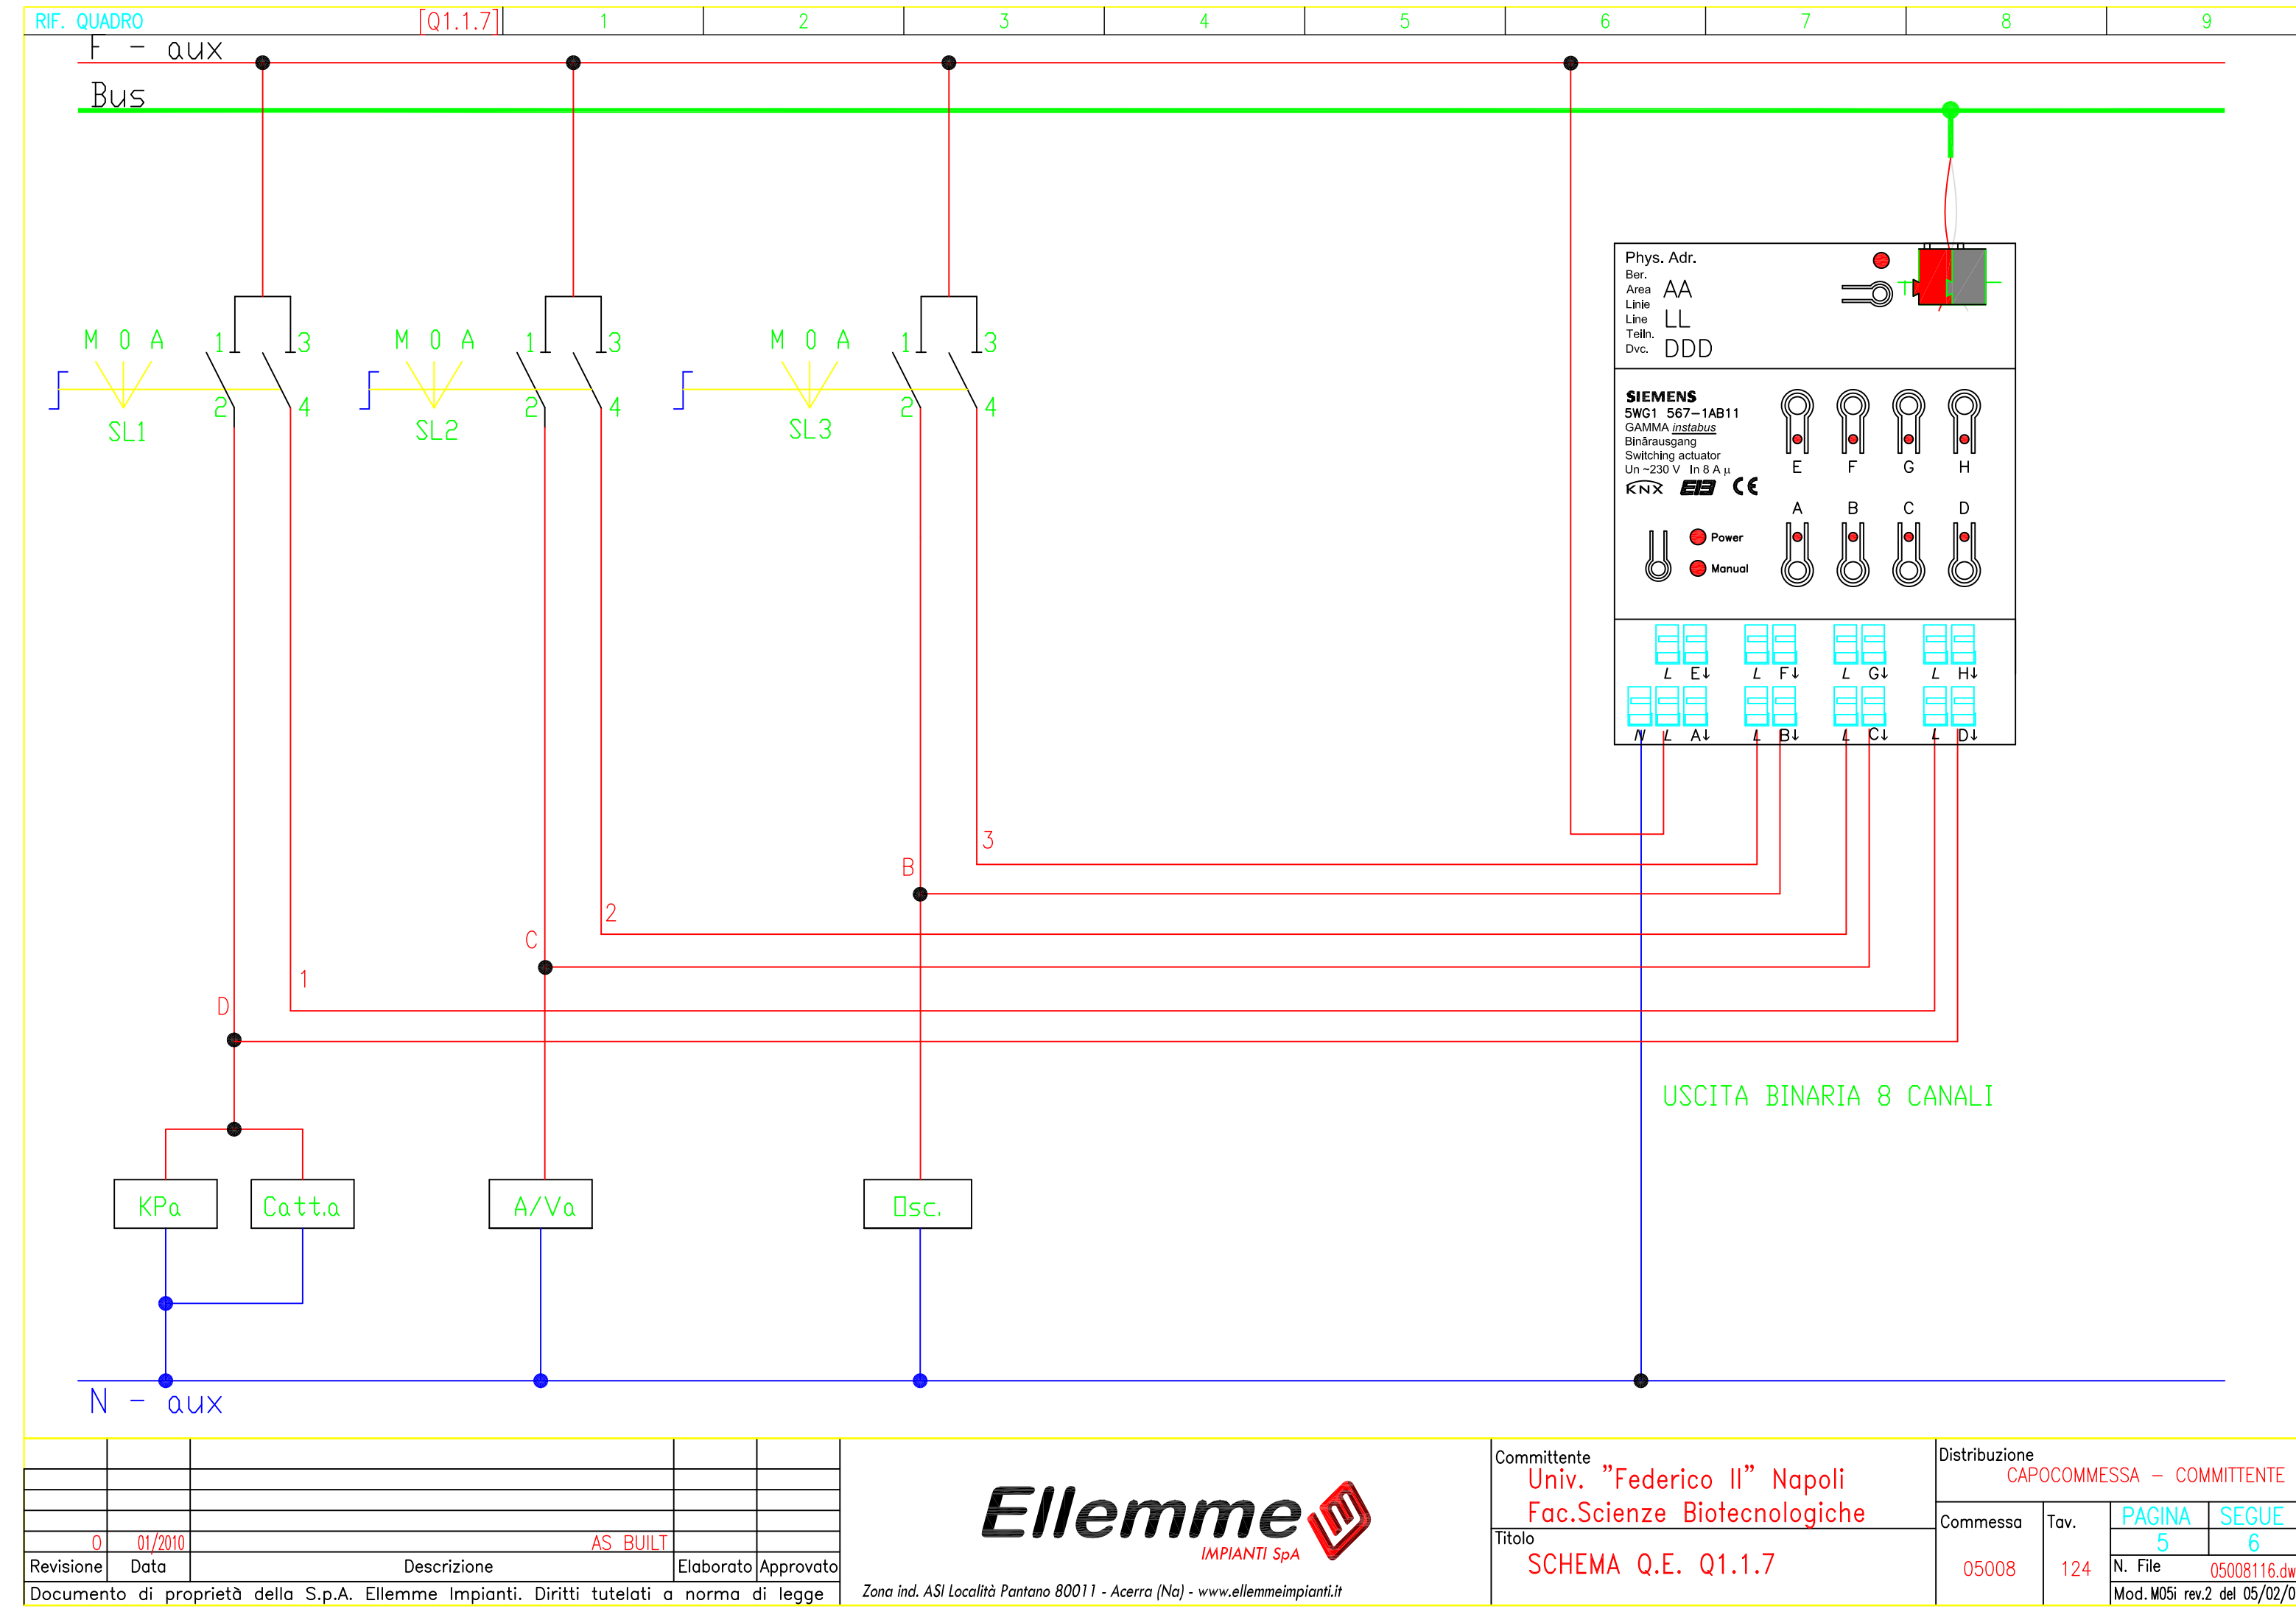 RIF. QUADRO [Q1.1.7] 1 2 3 4 5 6 7 8 9
F - aux
Bus
Phys. Adr.
Ber.
Area AA
Linie
Line LL
Teiln.
Dvc. DDD
M 0 A 1 3
2 4
SL1
M 0 A 1 3
2 4
SL2
M 0 A 1 3
2 4
SL3
SIEMENS
5WG1 567-1AB11
GAMMA instabus
Binärausgang
Switching actuator
Un ~230 V In 8 A µ
KNX EIB CE
E F G H
A B C D
Power
Manual
L E↓ L F↓ L G↓ L H↓
N L A↓ L B↓ L C↓ L D↓
3
B
2
C
1
D
USCITA BINARIA 8 CANALI
KPa Catt.a A/Va Osc.
N - aux
0 01/2010 AS BUILT
Revisione Data Descrizione Elaborato Approvato
Documento di proprietà della S.p.A. Ellemme Impianti. Diritti tutelati a norma di legge
Ellemme
IMPIANTI SpA
Zona ind. ASI Località Pantano 80011 - Acerra (Na) - www.ellemmeimpianti.it
Committente
Univ. "Federico II" Napoli
Fac.Scienze Biotecnologiche
Titolo
SCHEMA Q.E. Q1.1.7
Distribuzione
CAPOCOMMESSA - COMMITTENTE
Commessa Tav. PAGINA SEGUE
5 6
05008 124 N. File 05008116.dw
Mod. M05i rev.2 del 05/02/0